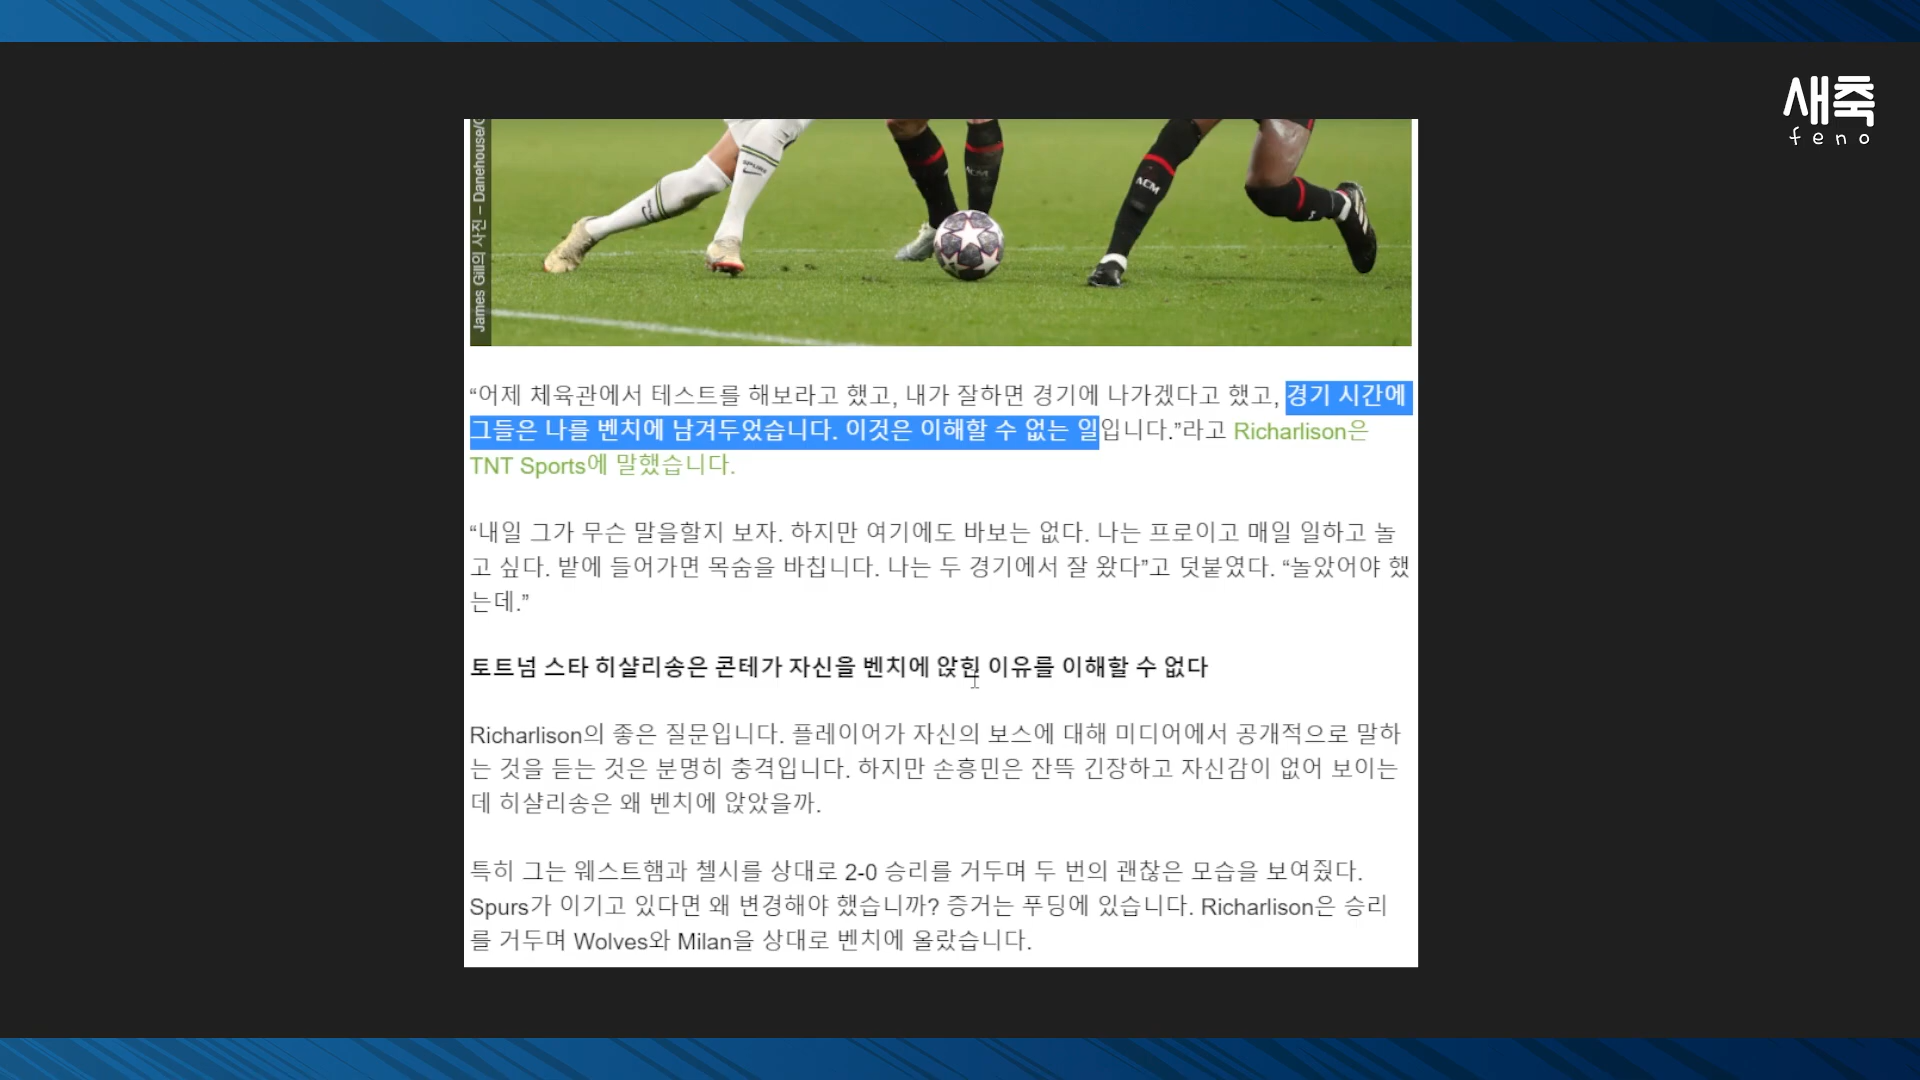 새축
feno
James Gill의 사진 – Danehouse/
SPURS
ACM
ACM
“어제 체육관에서 테스트를 해보라고 했고, 내가 잘하면 경기에 나가겠다고 했고, 경기 시간에
그들은 나를 벤치에 남겨두었습니다. 이것은 이해할 수 없는 일입니다.”라고 Richarlison은
TNT Sports에 말했습니다.
“내일 그가 무슨 말을할지 보자. 하지만 여기에도 바보는 없다. 나는 프로이고 매일 일하고 놀
고 싶다. 밭에 들어가면 목숨을 바칩니다. 나는 두 경기에서 잘 왔다”고 덧붙였다. “놀았어야 했
는데.”
토트넘 스타 히샬리송은 콘테가 자신을 벤치에 앉힌 이유를 이해할 수 없다
Richarlison의 좋은 질문입니다. 플레이어가 자신의 보스에 대해 미디어에서 공개적으로 말하
는 것을 듣는 것은 분명히 충격입니다. 하지만 손흥민은 잔뜩 긴장하고 자신감이 없어 보이는
데 히샬리송은 왜 벤치에 앉았을까.
특히 그는 웨스트햄과 첼시를 상대로 2-0 승리를 거두며 두 번의 괜찮은 모습을 보여줬다.
Spurs가 이기고 있다면 왜 변경해야 했습니까? 증거는 푸딩에 있습니다. Richarlison은 승리
를 거두며 Wolves와 Milan을 상대로 벤치에 올랐습니다.